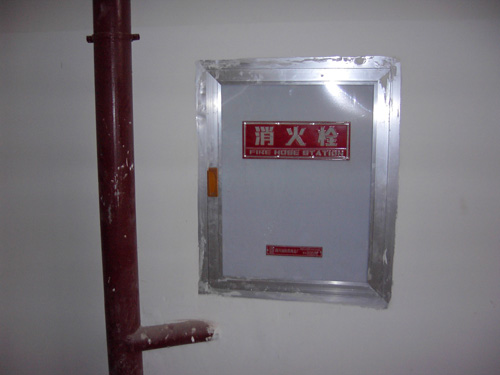 消火栓
FIRE HOSE STATION